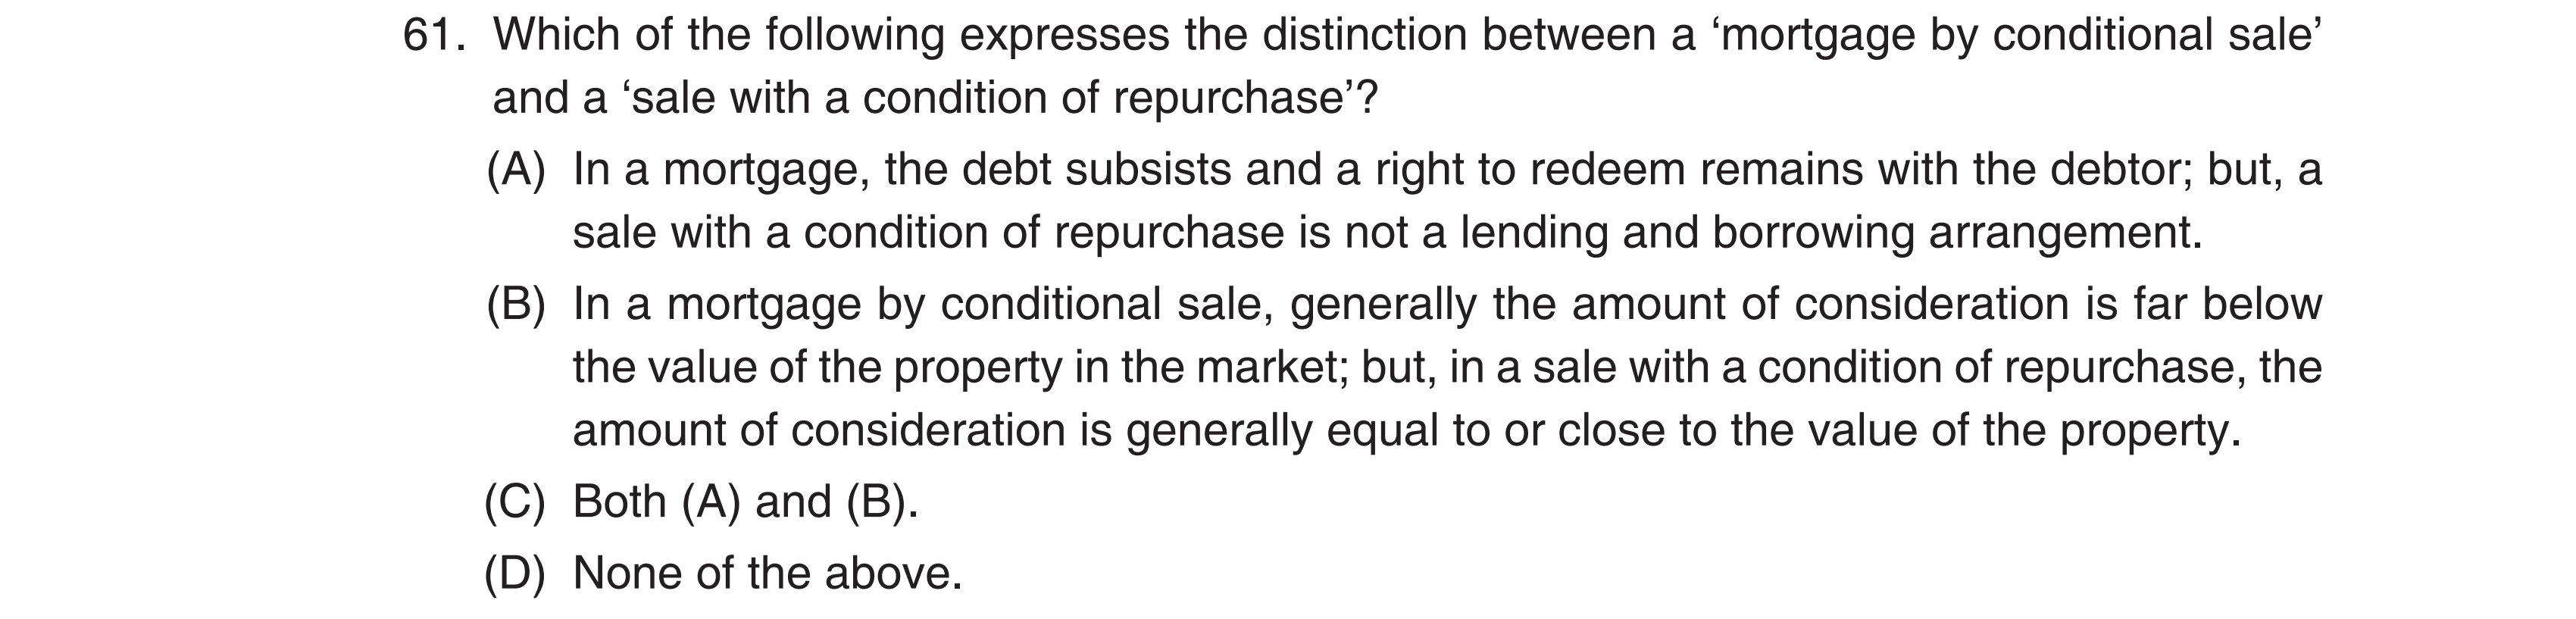 61. Which of the following expresses the distinction between a ‘mortgage by conditional sale’
and a ‘sale with a condition of repurchase’?
(A) In a mortgage, the debt subsists and a right to redeem remains with the debtor; but, a
sale with a condition of repurchase is not a lending and borrowing arrangement.
(B) In a mortgage by conditional sale, generally the amount of consideration is far below
the value of the property in the market; but, in a sale with a condition of repurchase, the
amount of consideration is generally equal to or close to the value of the property.
(C) Both (A) and (B).
(D) None of the above.